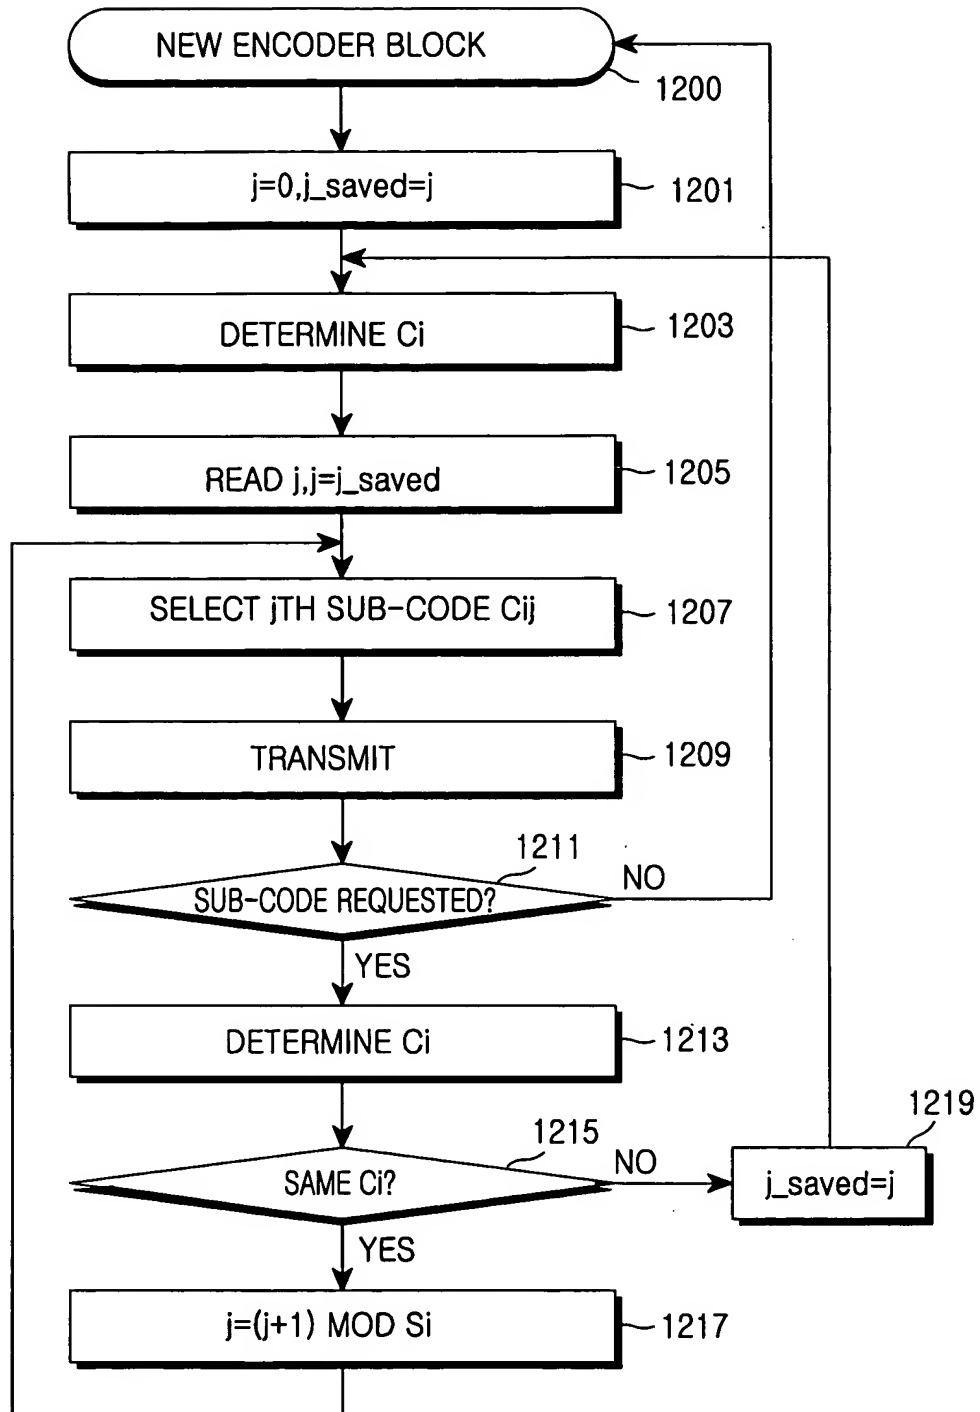 NEW ENCODER BLOCK
1200
j=0,j_saved=j
1201
DETERMINE Ci
1203
READ j,j=j_saved
1205
SELECT jTH SUB-CODE Cij
1207
TRANSMIT
1209
1211
SUB-CODE REQUESTED?
NO
YES
DETERMINE Ci
1213
1215
SAME Ci?
NO
1219
j_saved=j
YES
j=(j+1) MOD Si
1217